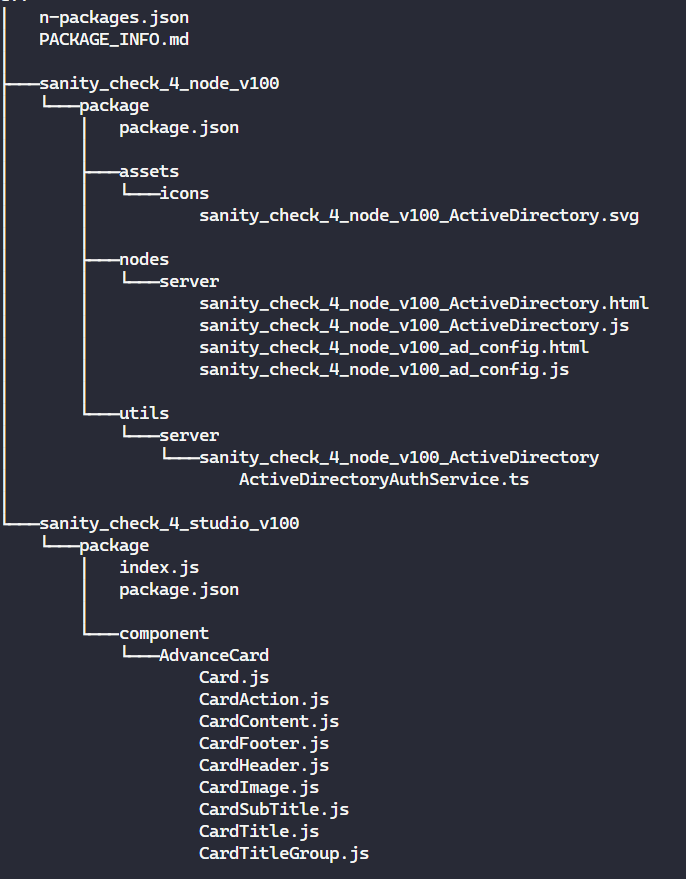 n-packages.json
PACKAGE_INFO.md
sanity_check_4_node_v100
package
package.json
assets
icons
sanity_check_4_node_v100_ActiveDirectory.svg
nodes
server
sanity_check_4_node_v100_ActiveDirectory.html
sanity_check_4_node_v100_ActiveDirectory.js
sanity_check_4_node_v100_ad_config.html
sanity_check_4_node_v100_ad_config.js
utils
server
sanity_check_4_node_v100_ActiveDirectory
ActiveDirectoryAuthService.ts
sanity_check_4_studio_v100
package
index.js
package.json
component
AdvanceCard
Card.js
CardAction.js
CardContent.js
CardFooter.js
CardHeader.js
CardImage.js
CardSubTitle.js
CardTitle.js
CardTitleGroup.js